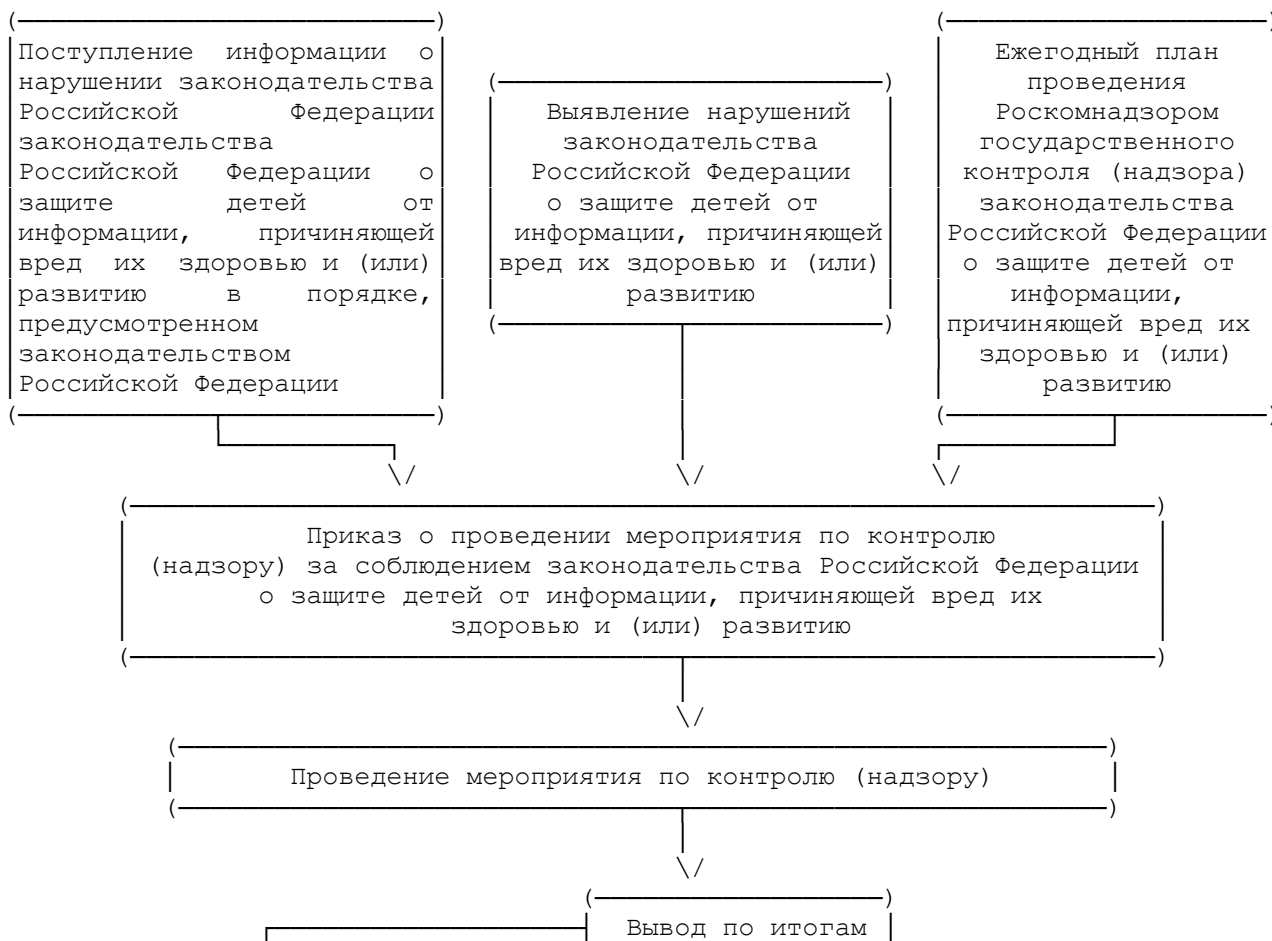 Поступление информации о
нарушении законодательства
Российской Федерации
законодательства
Российской Федерации о
защите детей от
информации, причиняющей
вред их здоровью и (или)
развитию в порядке,
предусмотренном
законодательством
Российской Федерации
Выявление нарушений
законодательства
Российской Федерации
о защите детей от
информации, причиняющей
вред их здоровью и (или)
развитию
Ежегодный план
проведения
Роскомнадзором
государственного
контроля (надзора)
законодательства
Российской Федерации
о защите детей от
информации,
причиняющей вред их
здоровью и (или)
развитию
Приказ о проведении мероприятия по контролю
(надзору) за соблюдением законодательства Российской Федерации
о защите детей от информации, причиняющей вред их
здоровью и (или) развитию
Проведение мероприятия по контролю (надзору)
Вывод по итогам